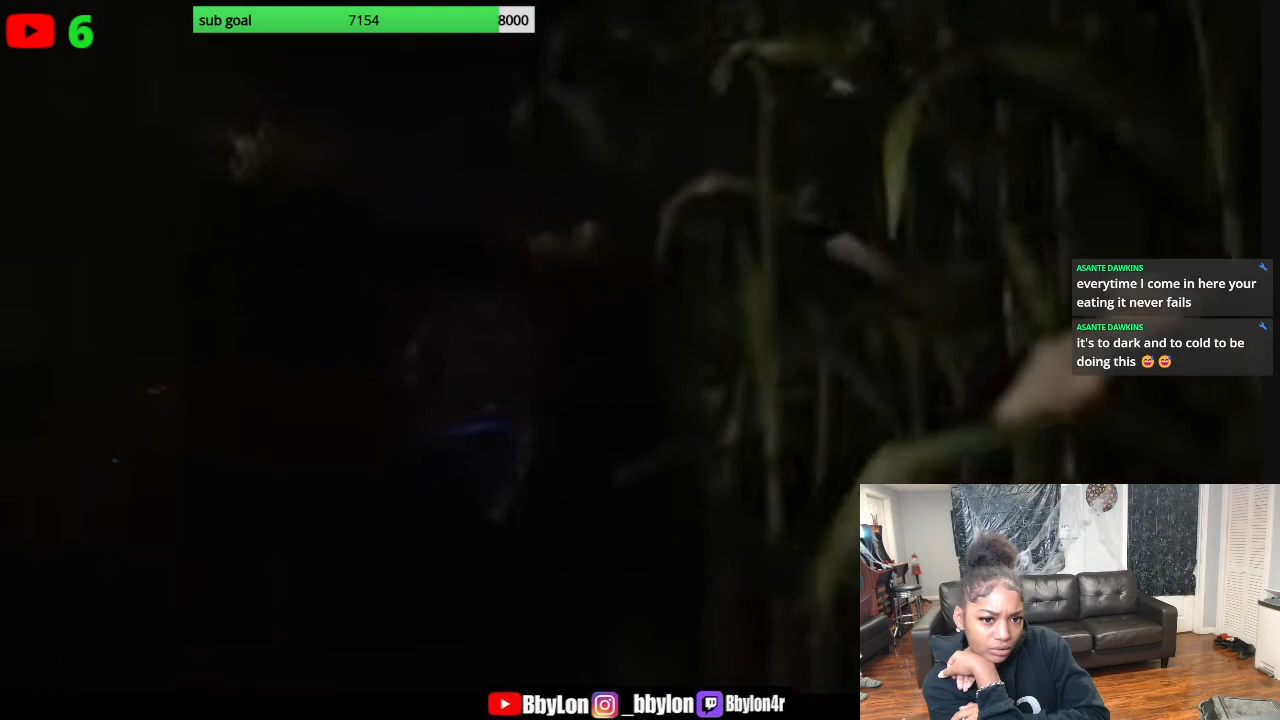 6
sub goal 7154 8000
ASANTE DAWKINS
everytime I come in here your
eating it never fails
ASANTE DAWKINS
it's to dark and to cold to be
doing this 😅 😅
BbyLon _bbylon Bbylon4r